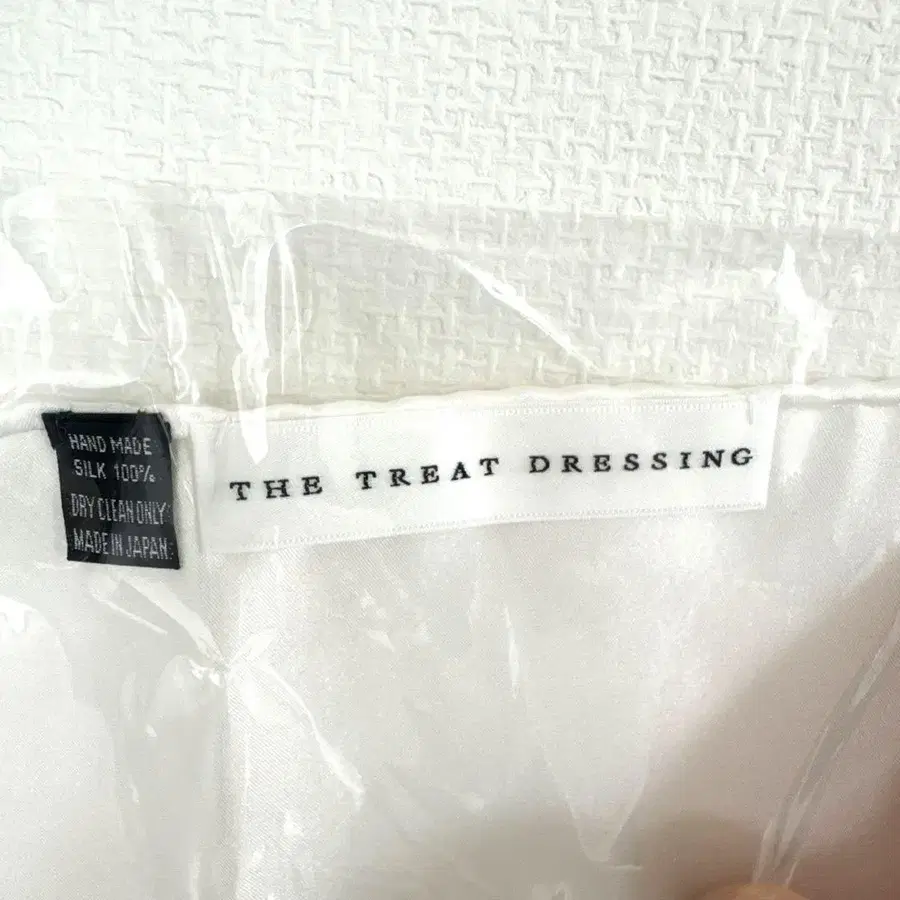 HAND MADE
SILK 100%
DRY CLEAN ONLY
MADE IN JAPAN
THE TREAT DRESSING